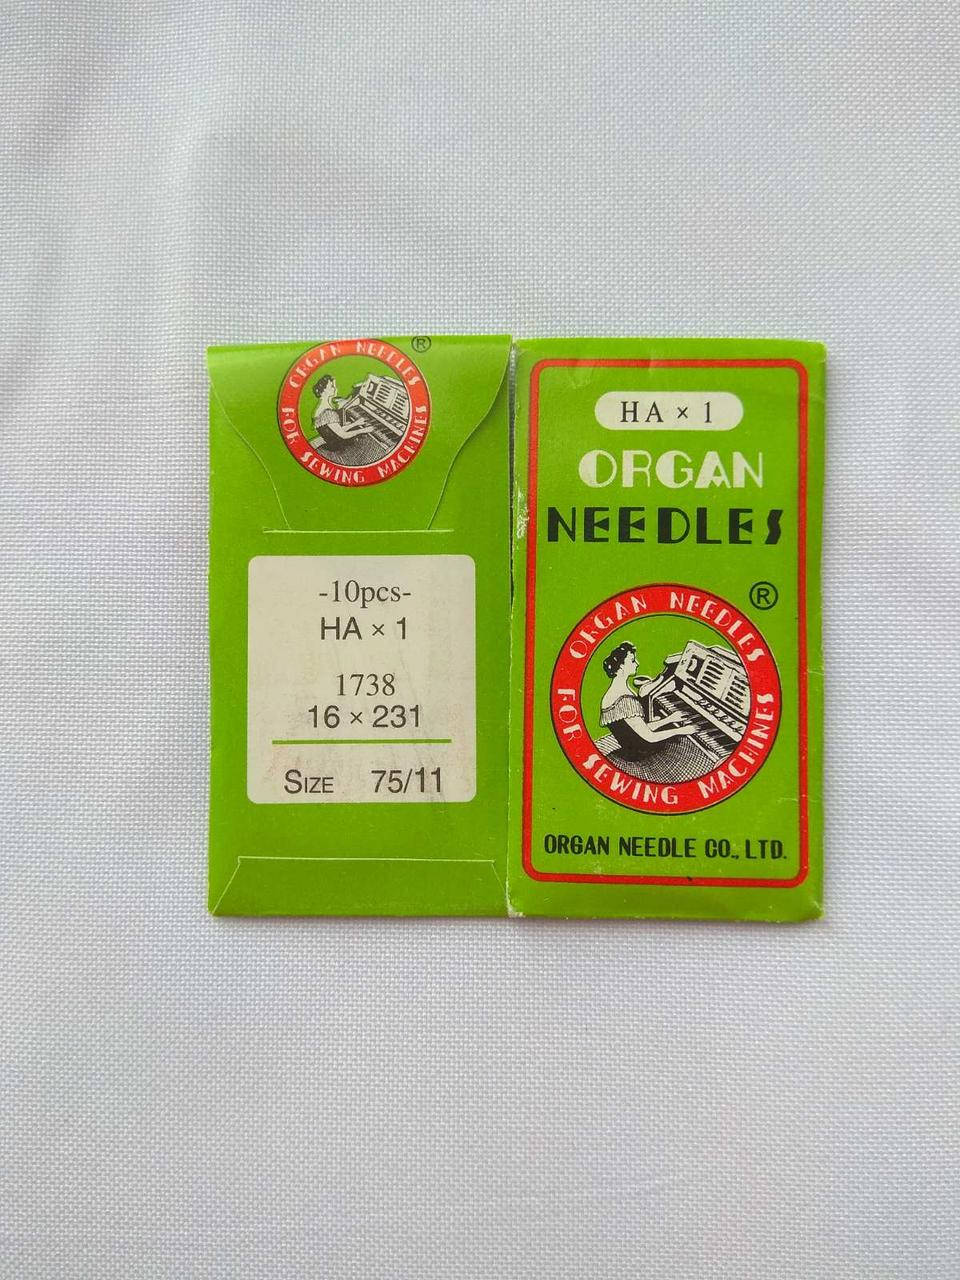 ORGAN NEEDLES
FOR SEWING MACHINES
®
-10pcs-
HA × 1
1738
16 × 231
SIZE 75/11
HA × 1
ORGAN
NEEDLES
®
ORGAN NEEDLES
FOR SEWING MACHINES
ORGAN NEEDLE CO., LTD.